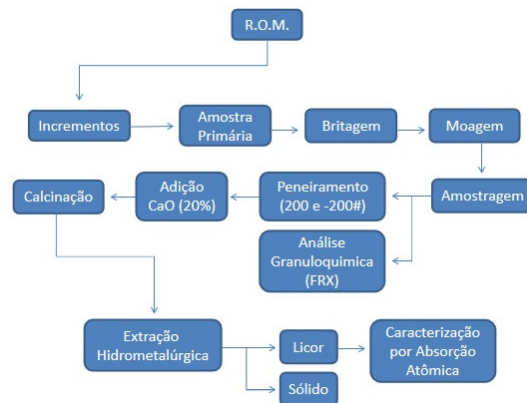 R.O.M.
Incrementos
Amostra
Primária
Britagem
Moagem
Calcinação
Adição
CaO (20%)
Peneiramento
(200 e -200#)
Amostragem
Análise
Granuloquimica
(FRX)
Extração
Hidrometalúrgica
Licor
Caracterização
por Absorção
Atômica
Sólido